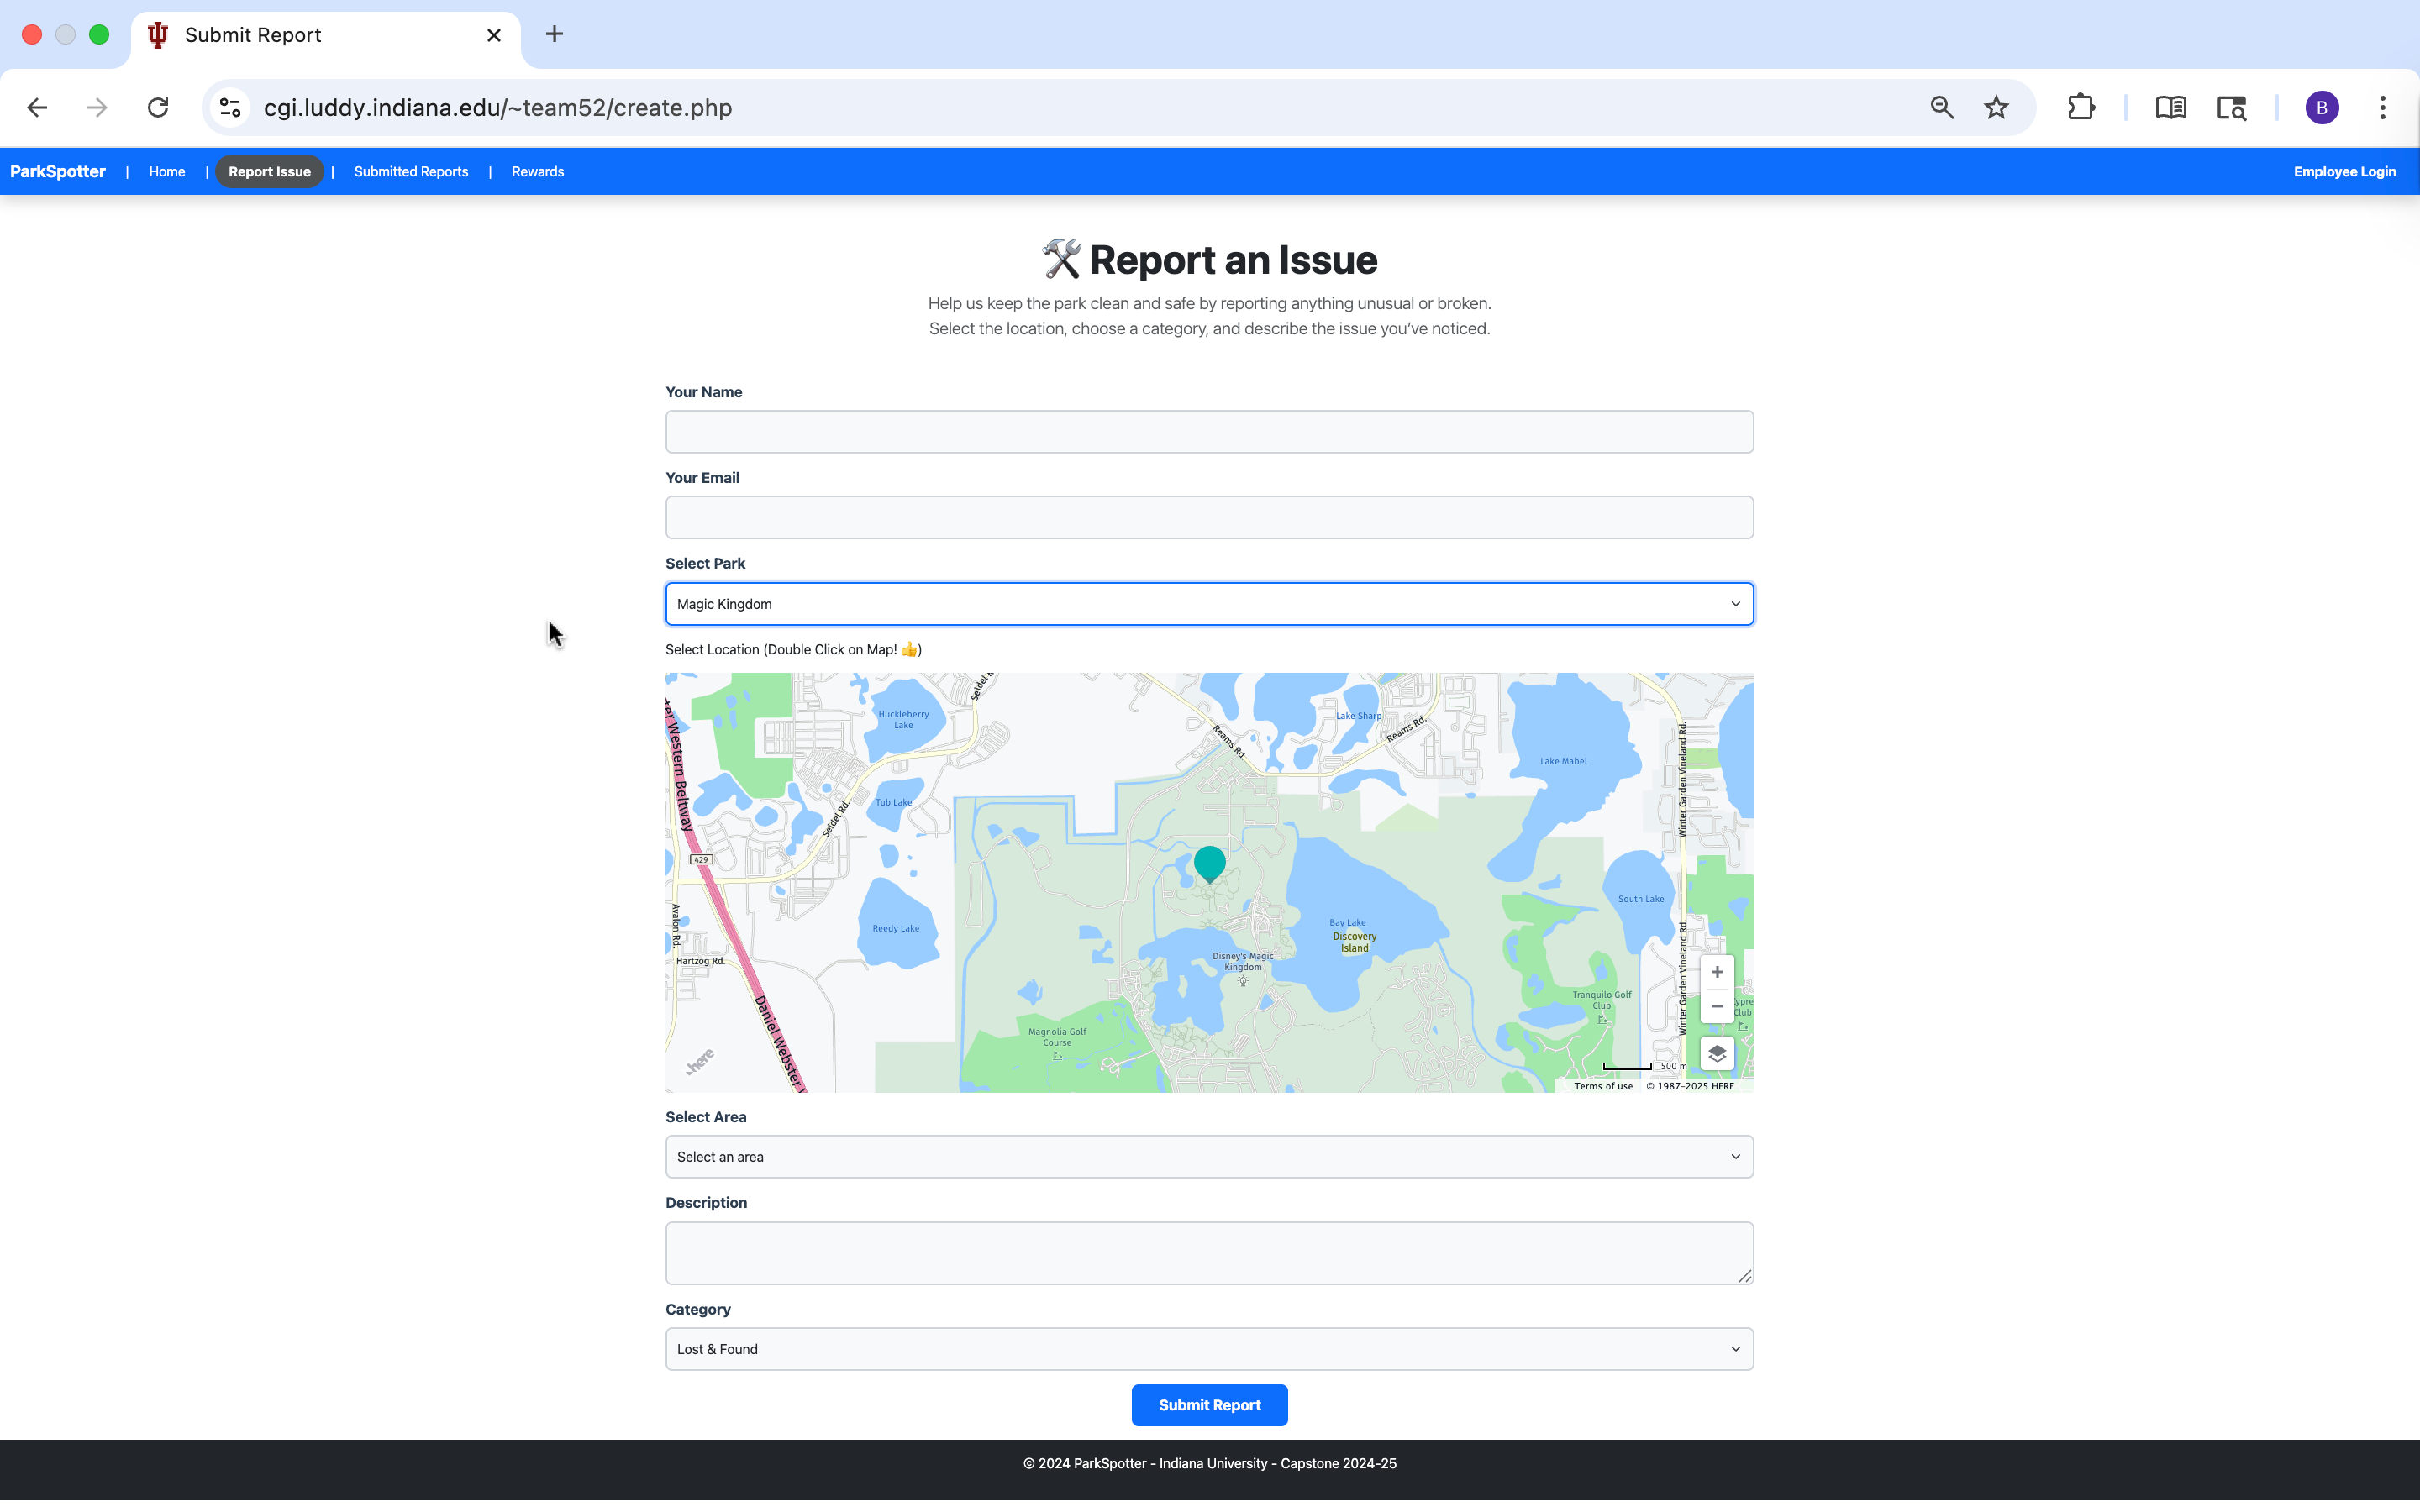 Submit Report
cgi.luddy.indiana.edu/~team52/create.php
B
ParkSpotter | Home | Report Issue | Submitted Reports | Rewards
Employee Login
🛠️ Report an Issue
Help us keep the park clean and safe by reporting anything unusual or broken.
Select the location, choose a category, and describe the issue you’ve noticed.
Your Name
Your Email
Select Park
Magic Kingdom
Select Location (Double Click on Map! 👍)
Huckleberry
Lake
Seidel
Reams Rd.
Lake Sharp
Reams Rd.
Lake Mabel
Winter Garden Vineland Rd.
Western Beltway
Tub Lake
Seidel Rd.
429
Avalon Rd.
Reedy Lake
Hartzog Rd.
Bay Lake
Discovery
Island
South Lake
Disney's Magic
Kingdom
Winter Garden Vineland Rd.
Daniel Webster
Magnolia Golf
Course
Tranquilo Golf
Club
Club
here
500 m
Terms of use
© 1987-2025 HERE
Select Area
Select an area
Description
Category
Lost & Found
Submit Report
© 2024 ParkSpotter - Indiana University - Capstone 2024-25